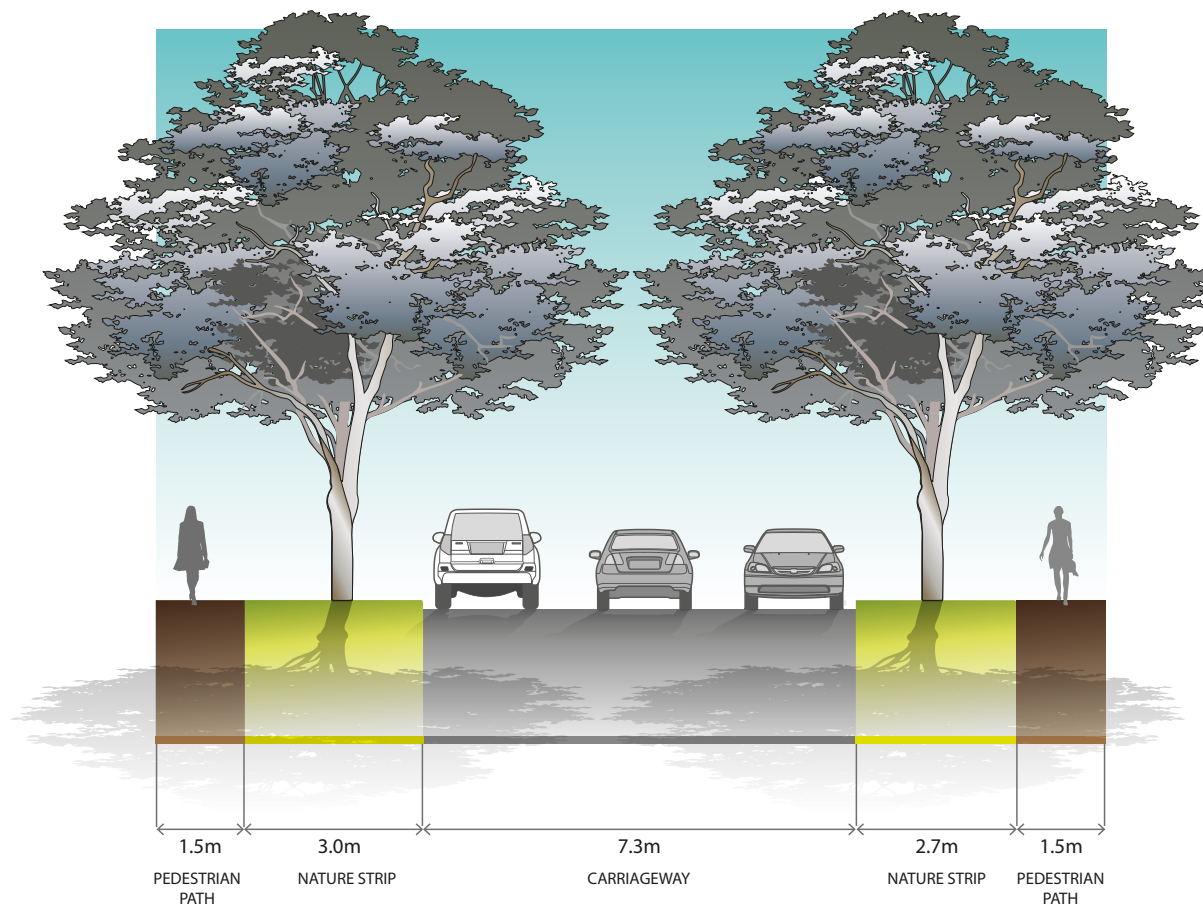 1.5m
3.0m
7.3m
2.7m
1.5m
PEDESTRIAN
PATH
NATURE STRIP
CARRIAGEWAY
NATURE STRIP
PEDESTRIAN
PATH